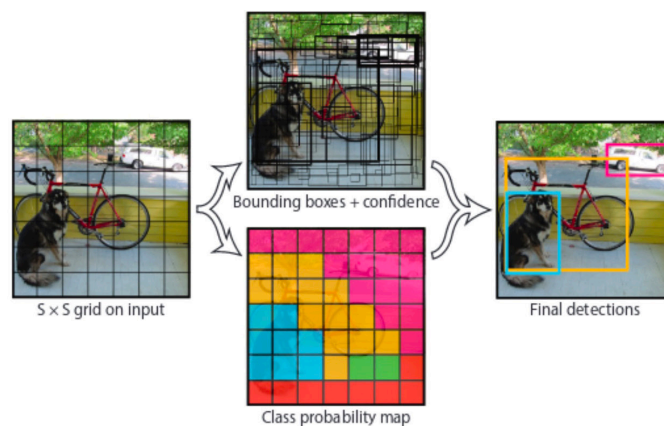 S × S grid on input
Bounding boxes + confidence
Class probability map
Final detections